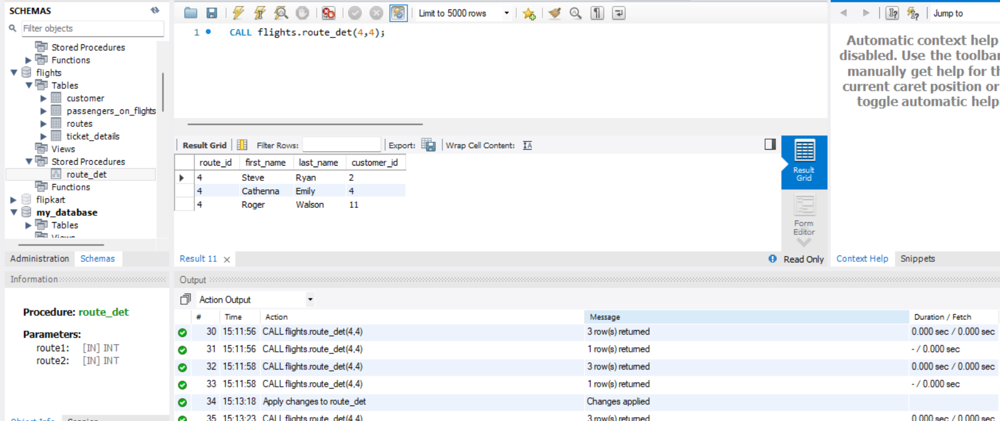 SCHEMAS
Filter objects
Stored Procedures
Functions
flights
Tables
customer
passengers_on_flights
routes
ticket_details
Views
Stored Procedures
route_det
Functions
flipkart
my_database
Tables
Views
Administration Schemas
Information
Procedure: route_det
Parameters:
route1: [IN] INT
route2: [IN] INT
Object Info Session
Limit to 5000 rows
1 CALL flights.route_det(4,4);
Result Grid Filter Rows: Export: Wrap Cell Content:
route_id first_name last_name customer_id
4 Steve Ryan 2
4 Cathenna Emily 4
4 Roger Walson 11
Result
Grid
Form
Editor
Result 11 Read Only
Jump to
Automatic context help
disabled. Use the toolbar
manually get help for th
current caret position or
toggle automatic help
Context Help Snippets
Output
Action Output
# Time Action Message Duration / Fetch
30 15:11:56 CALL flights.route_det(4,4) 3 row(s) returned 0.000 sec / 0.000 sec
31 15:11:56 CALL flights.route_det(4,4) 1 row(s) returned - / 0.000 sec
32 15:11:58 CALL flights.route_det(4,4) 3 row(s) returned 0.000 sec / 0.000 sec
33 15:11:58 CALL flights.route_det(4,4) 1 row(s) returned - / 0.000 sec
34 15:13:18 Apply changes to route_det Changes applied
35 15:13:23 CALL flights.route_det(4,4) 3 row(s) returned 0.000 sec / 0.000 sec